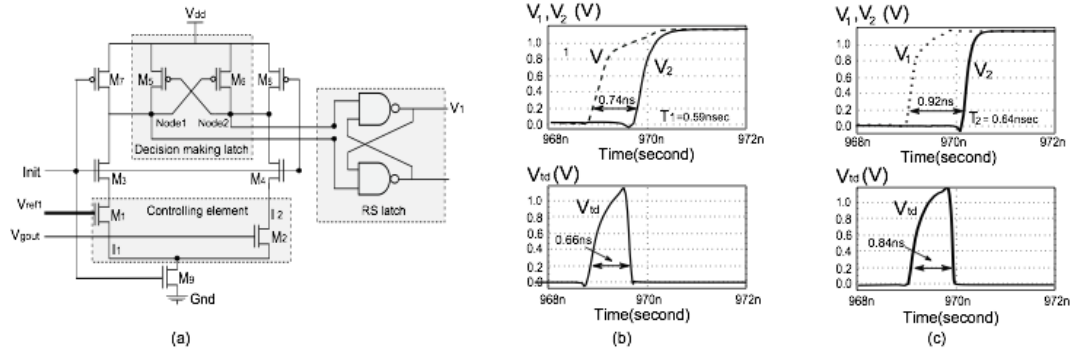 (a)
Vdd
M7
M5
M6
M8
Node1
Node2
Decision making latch
V1
Init
M3
M4
RS latch
Vref1
M1
Controlling element
I2
Vgout
M2
I1
M9
Gnd
(b)
V1,V2 (V)
1.0
0.8
0.6
0.4
0.2
0.0
1
V
V2
0.74ns
T1=0.59nsec
968n
970n
972n
Time(second)
Vtd(V)
1.0
0.8
0.6
0.4
0.2
0
Vtd
0.66ns
968n
970n
972n
Time(second)
(c)
V1,V2 (V)
1.0
0.8
0.6
0.4
0.2
0.0
V1
V2
0.92ns
T2=0.64nsec
968n
970n
972n
Time(second)
Vtd(V)
1.0
0.8
0.6
0.4
0.2
0
Vtd
0.84ns
968n
970n
972n
Time(second)